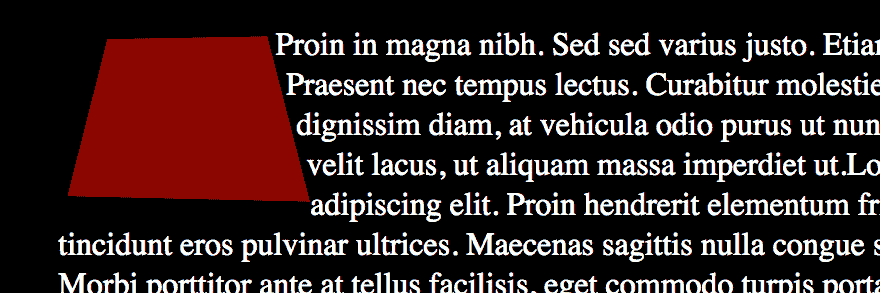 Proin in magna nibh. Sed sed varius justo. Etiar
Praesent nec tempus lectus. Curabitur molestie
dignissim diam, at vehicula odio purus ut nun
velit lacus, ut aliquam massa imperdiet ut.Lo
adipiscing elit. Proin hendrerit elementum fr
tincidunt eros pulvinar ultrices. Maecenas sagittis nulla congue s
Morbi porttitor ante at tellus facilisis, eget commodo turpis porta